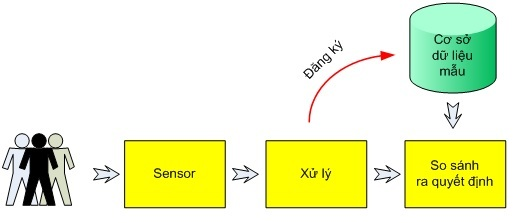 Cơ sở
dữ liệu
mẫu
Đăng ký
Sensor
Xử lý
So sánh
ra quyết định